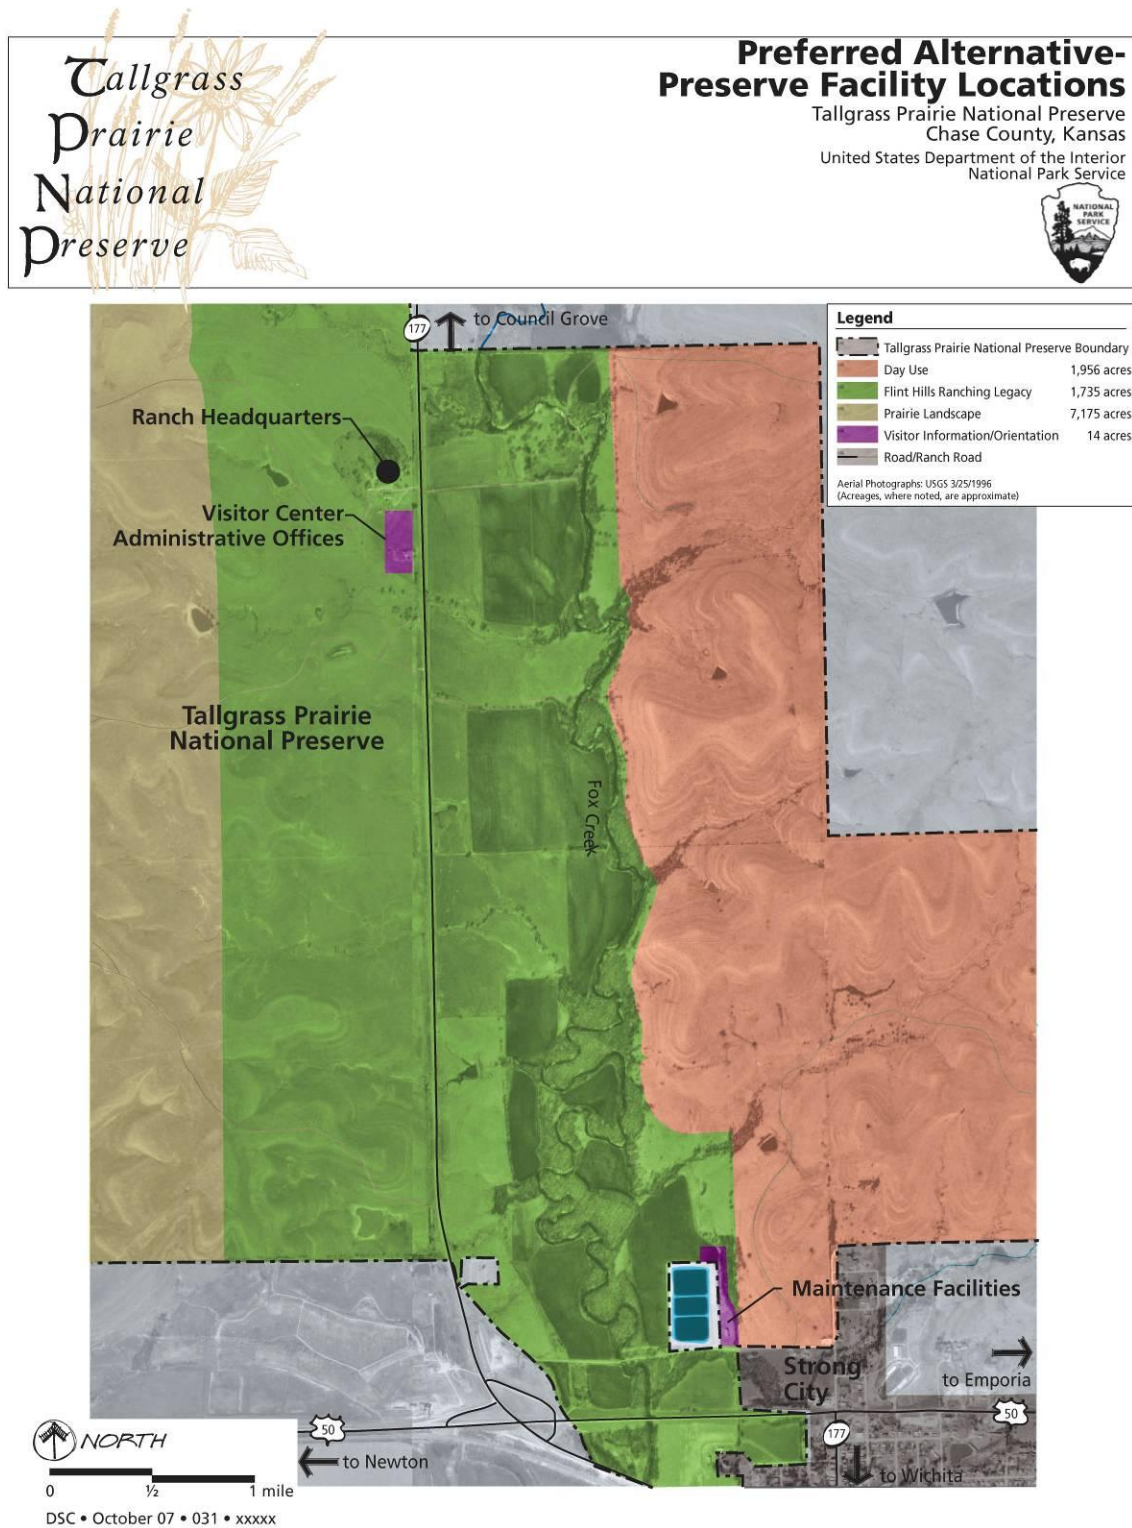 Tallgrass
Prairie
National
Preserve
Preferred Alternative-
Preserve Facility Locations
Tallgrass Prairie National Preserve
Chase County, Kansas
United States Department of the Interior
National Park Service
NATIONAL
PARK
SERVICE
177
to Council Grove
Legend
Tallgrass Prairie National Preserve Boundary
Day Use 1,956 acres
Flint Hills Ranching Legacy 1,735 acres
Prairie Landscape 7,175 acres
Visitor Information/Orientation 14 acres
Road/Ranch Road
Aerial Photographs: USGS 3/25/1996
(Acreages, where noted, are approximate)
Ranch Headquarters
Visitor Center
Administrative Offices
Tallgrass Prairie
National Preserve
Fox Creek
Maintenance Facilities
Strong
City
to Emporia
50
50
177
NORTH
to Newton
to Wichita
0 ½ 1 mile
DSC • October 07 • 031 • xxxxx